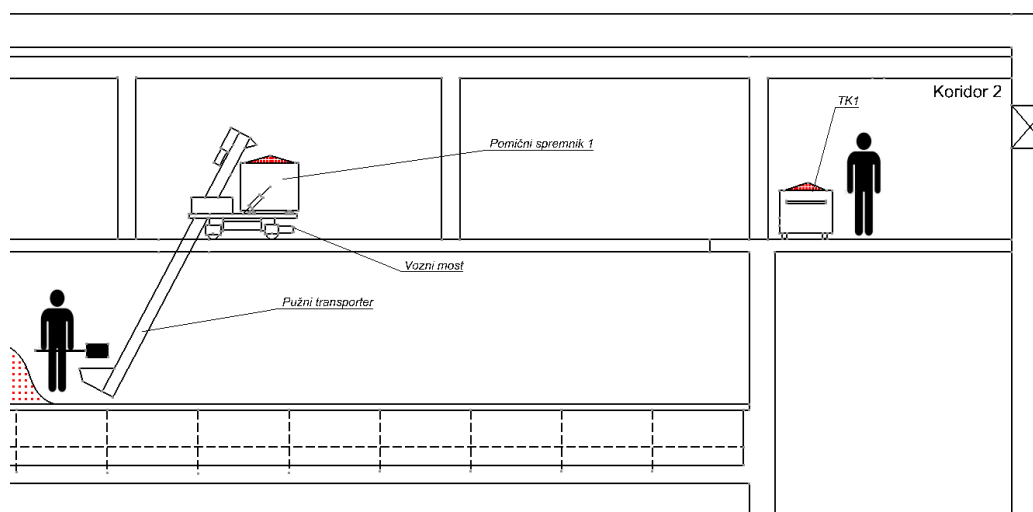 Koridor 2
TK1
Pomični spremnik 1
Vozni most
Pužni transporter